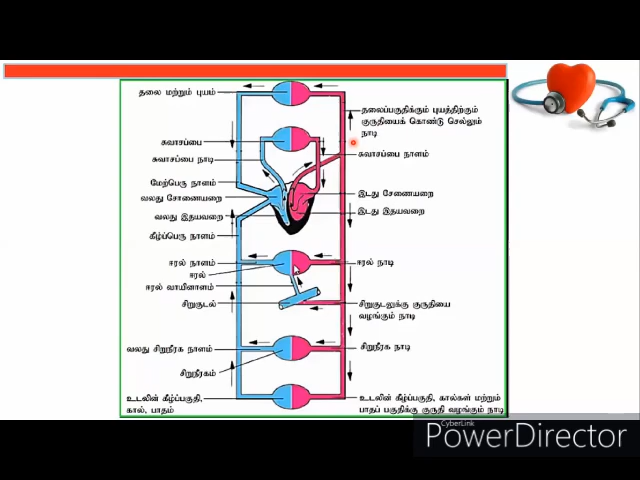 தலை மற்றும் புயம்
தலைப்பகுதிக்கும் புயத்திற்கும்
குருதியைக் கொண்டு செல்லும்
நாடி
சுவாசப்பை
சுவாசப்பை நாடி
சுவாசப்பை நாளம்
மேற்பெரு நாளம்
வலது சோணையறை
வலது இதயவறை
கீழ்ப்பெரு நாளம்
இடது சேணையறை
இடது இதயவறை
ஈரல் நாளம்
ஈரல்
ஈரல் வாயினாளம்
சிறுகுடல்
ஈரல் நாடி
சிறுகுடலுக்கு குருதியை
வழங்கும் நாடி
வலது சிறுநீரக நாளம்
சிறுநீரகம்
சிறுநீரக நாடி
உடலின் கீழ்ப்பகுதி,
கால், பாதம்
உடலின் கீழ்ப்பகுதி, கால்கள் மற்றும்
பாதப் பகுதிக்கு குருதி வழங்கும் நாடி
CyberLink
PowerDirector